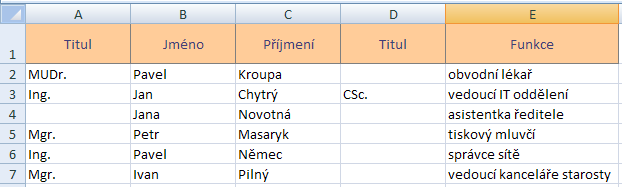 A B C D E
1 Titul Jméno Příjmení Titul Funkce
2 MUDr. Pavel Kroupa obvodní lékař
3 Ing. Jan Chytrý CSc. vedoucí IT oddělení
4 Jana Novotná asistentka ředitele
5 Mgr. Petr Masaryk tiskový mluvčí
6 Ing. Pavel Němec správce sítě
7 Mgr. Ivan Pilný vedoucí kanceláře starosty